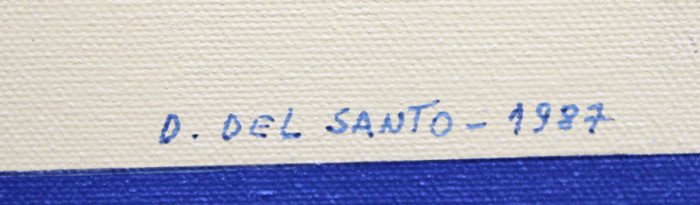 D. DEL SANTO - 1987